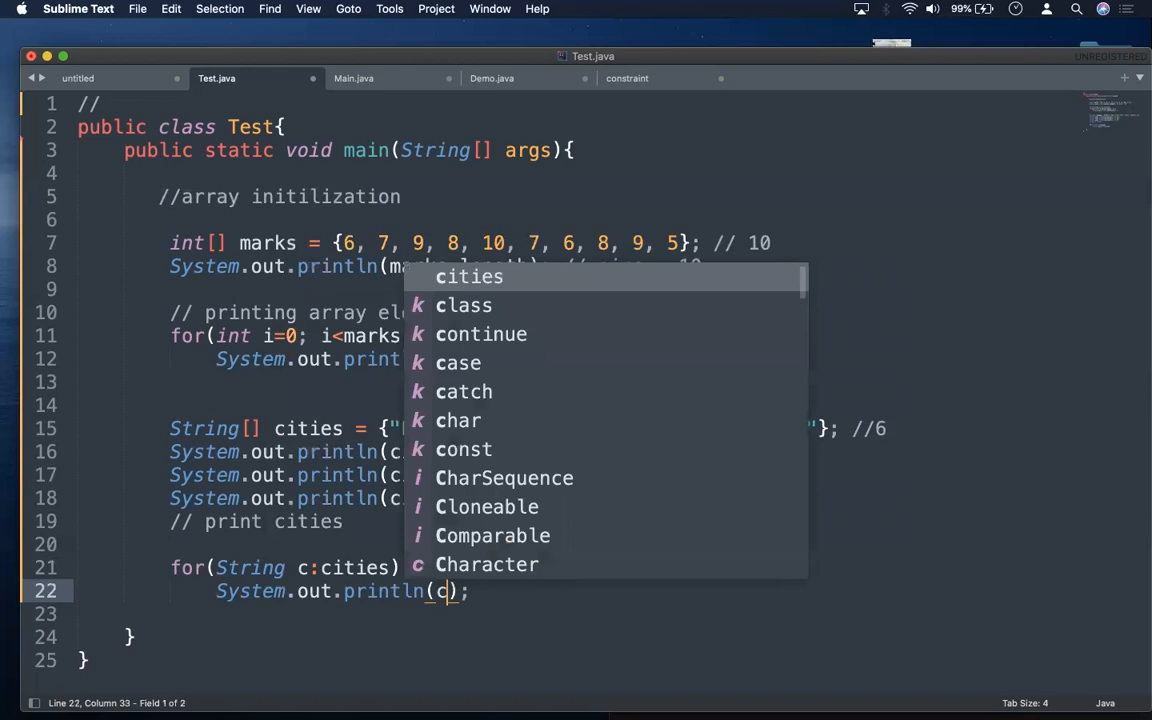 Sublime Text File Edit Selection Find View Goto Tools Project Window Help 99%
Test.java UNREGISTERED
untitled Test.java Main.java Demo.java constraint
1 //
2 public class Test{
3 public static void main(String[] args){
4
5 //array initilization
6
7 int[] marks = {6, 7, 9, 8, 10, 7, 6, 8, 9, 5}; // 10
8 System.out.println(
9
10 // printing array
11 for(int i=0; i<marks
12 System.out.print
13
14
15 String[] cities = {" "}; //6
16 System.out.println(
17 System.out.println(
18 System.out.println(
19 // print cities
20
21 for(String c:cities)
22 System.out.println(c);
23
24 }
25 }
cities
k class
k continue
k case
k catch
k char
k const
i CharSequence
i Cloneable
i Comparable
c Character
Line 22, Column 33 - Field 1 of 2 Tab Size: 4 Java